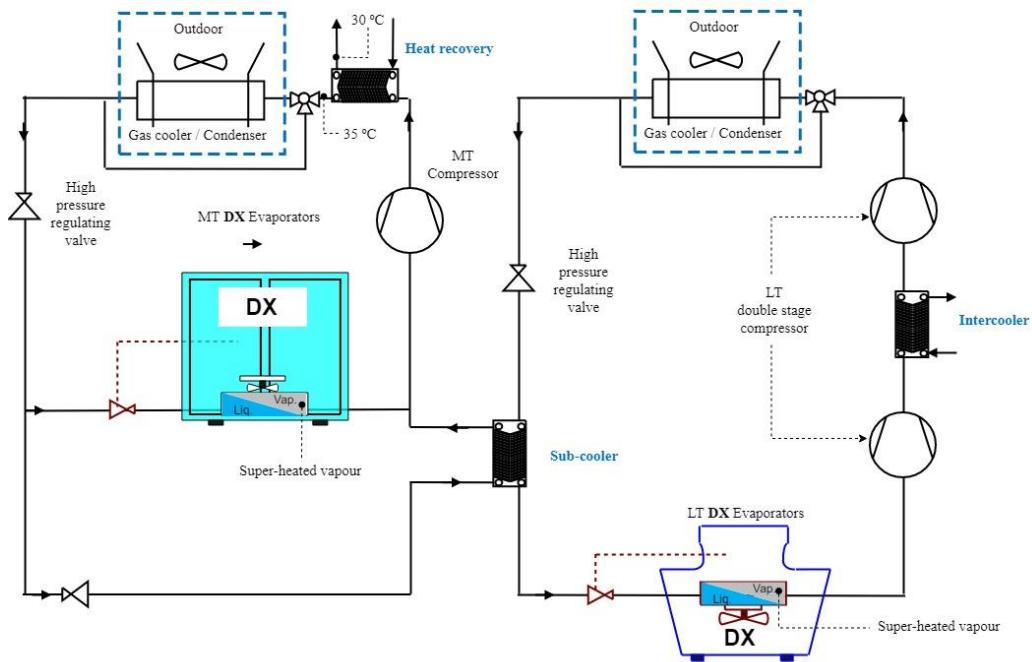 30 ºC
Outdoor
Heat recovery
Gas cooler / Condenser
35 ºC
MT
Compressor
High
pressure
regulating
valve
MT DX Evaporators
DX
Vap.
Liq.
Super-heated vapour
Sub-cooler
Outdoor
Gas cooler / Condenser
High
pressure
regulating
valve
LT
double stage
compressor
Intercooler
LT DX Evaporators
Vap.
Liq.
DX
Super-heated vapour